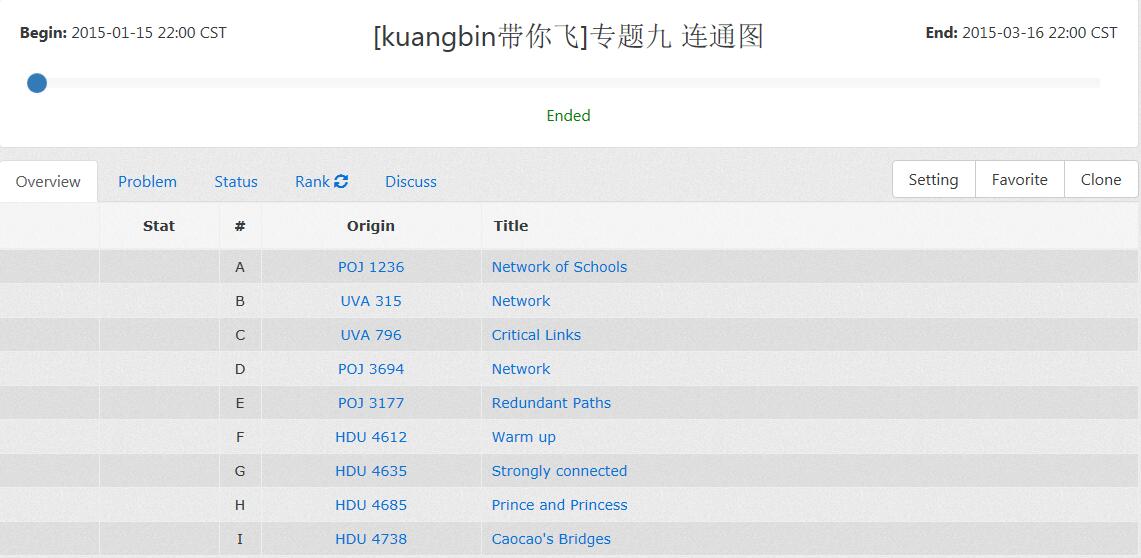 Begin: 2015-01-15 22:00 CST [kuangbin带你飞]专题九 连通图 End: 2015-03-16 22:00 CST
Ended
Overview Problem Status Rank Discuss Setting Favorite Clone
Stat # Origin Title
A POJ 1236 Network of Schools
B UVA 315 Network
C UVA 796 Critical Links
D POJ 3694 Network
E POJ 3177 Redundant Paths
F HDU 4612 Warm up
G HDU 4635 Strongly connected
H HDU 4685 Prince and Princess
I HDU 4738 Caocao's Bridges